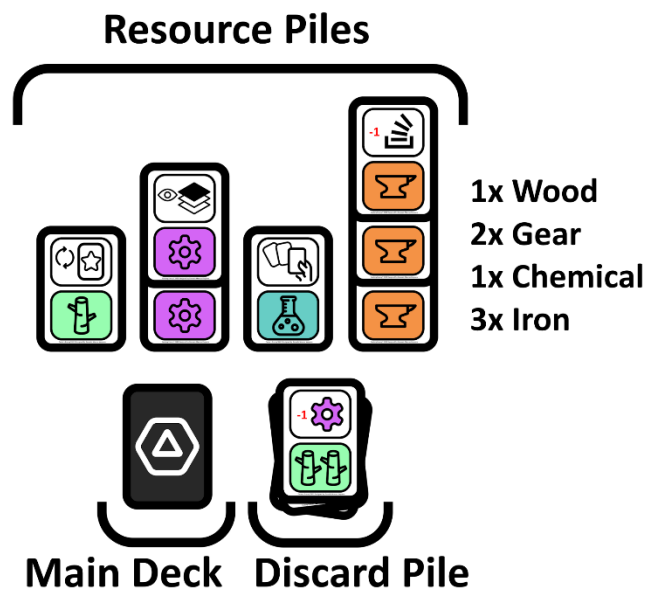 Resource Piles
-1
1x Wood
2x Gear
1x Chemical
3x Iron
-1
Main Deck
Discard Pile